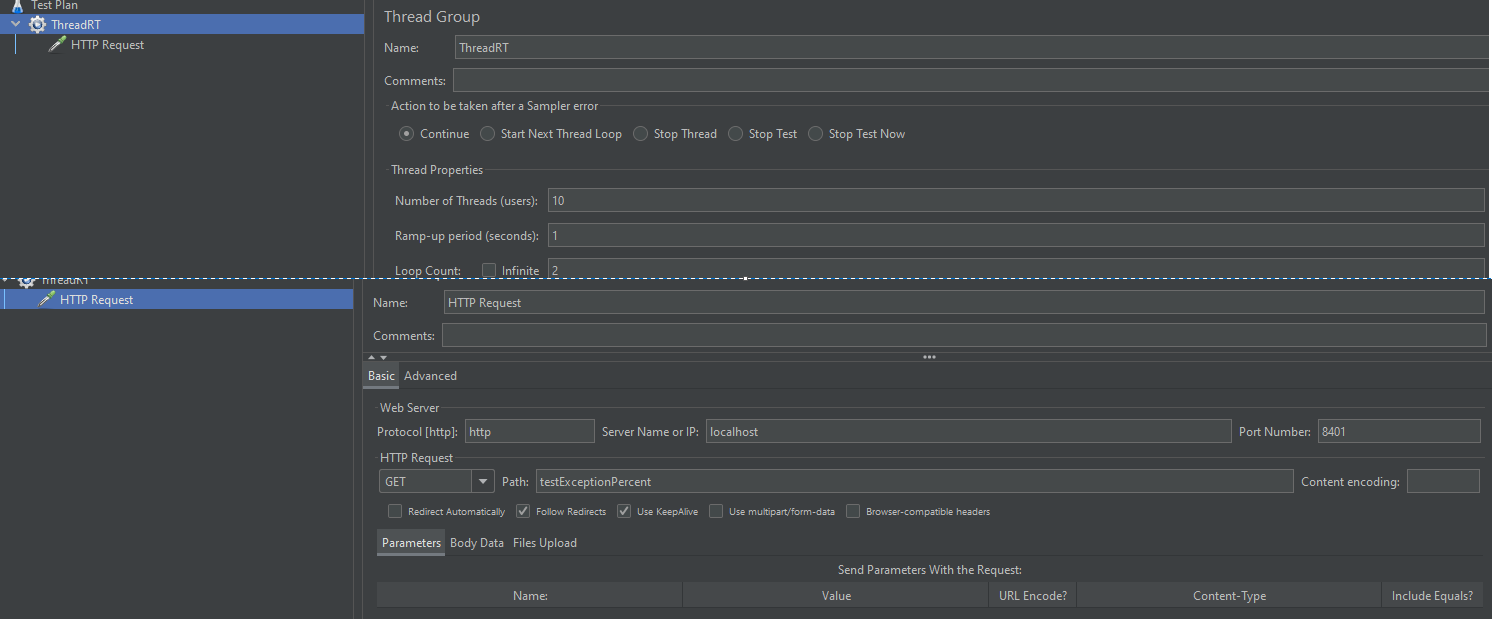 Test Plan
ThreadRT
HTTP Request
Thread Group
Name: ThreadRT
Comments:
Action to be taken after a Sampler error
Continue Start Next Thread Loop Stop Thread Stop Test Stop Test Now
Thread Properties
Number of Threads (users): 10
Ramp-up period (seconds): 1
Loop Count: Infinite 2
ThreadRT
HTTP Request
Name: HTTP Request
Comments:
Basic Advanced
Web Server
Protocol [http]: http Server Name or IP: localhost Port Number: 8401
HTTP Request
GET Path: testExceptionPercent Content encoding:
Redirect Automatically Follow Redirects Use KeepAlive Use multipart/form-data Browser-compatible headers
Parameters Body Data Files Upload
Send Parameters With the Request:
Name: Value URL Encode? Content-Type Include Equals?